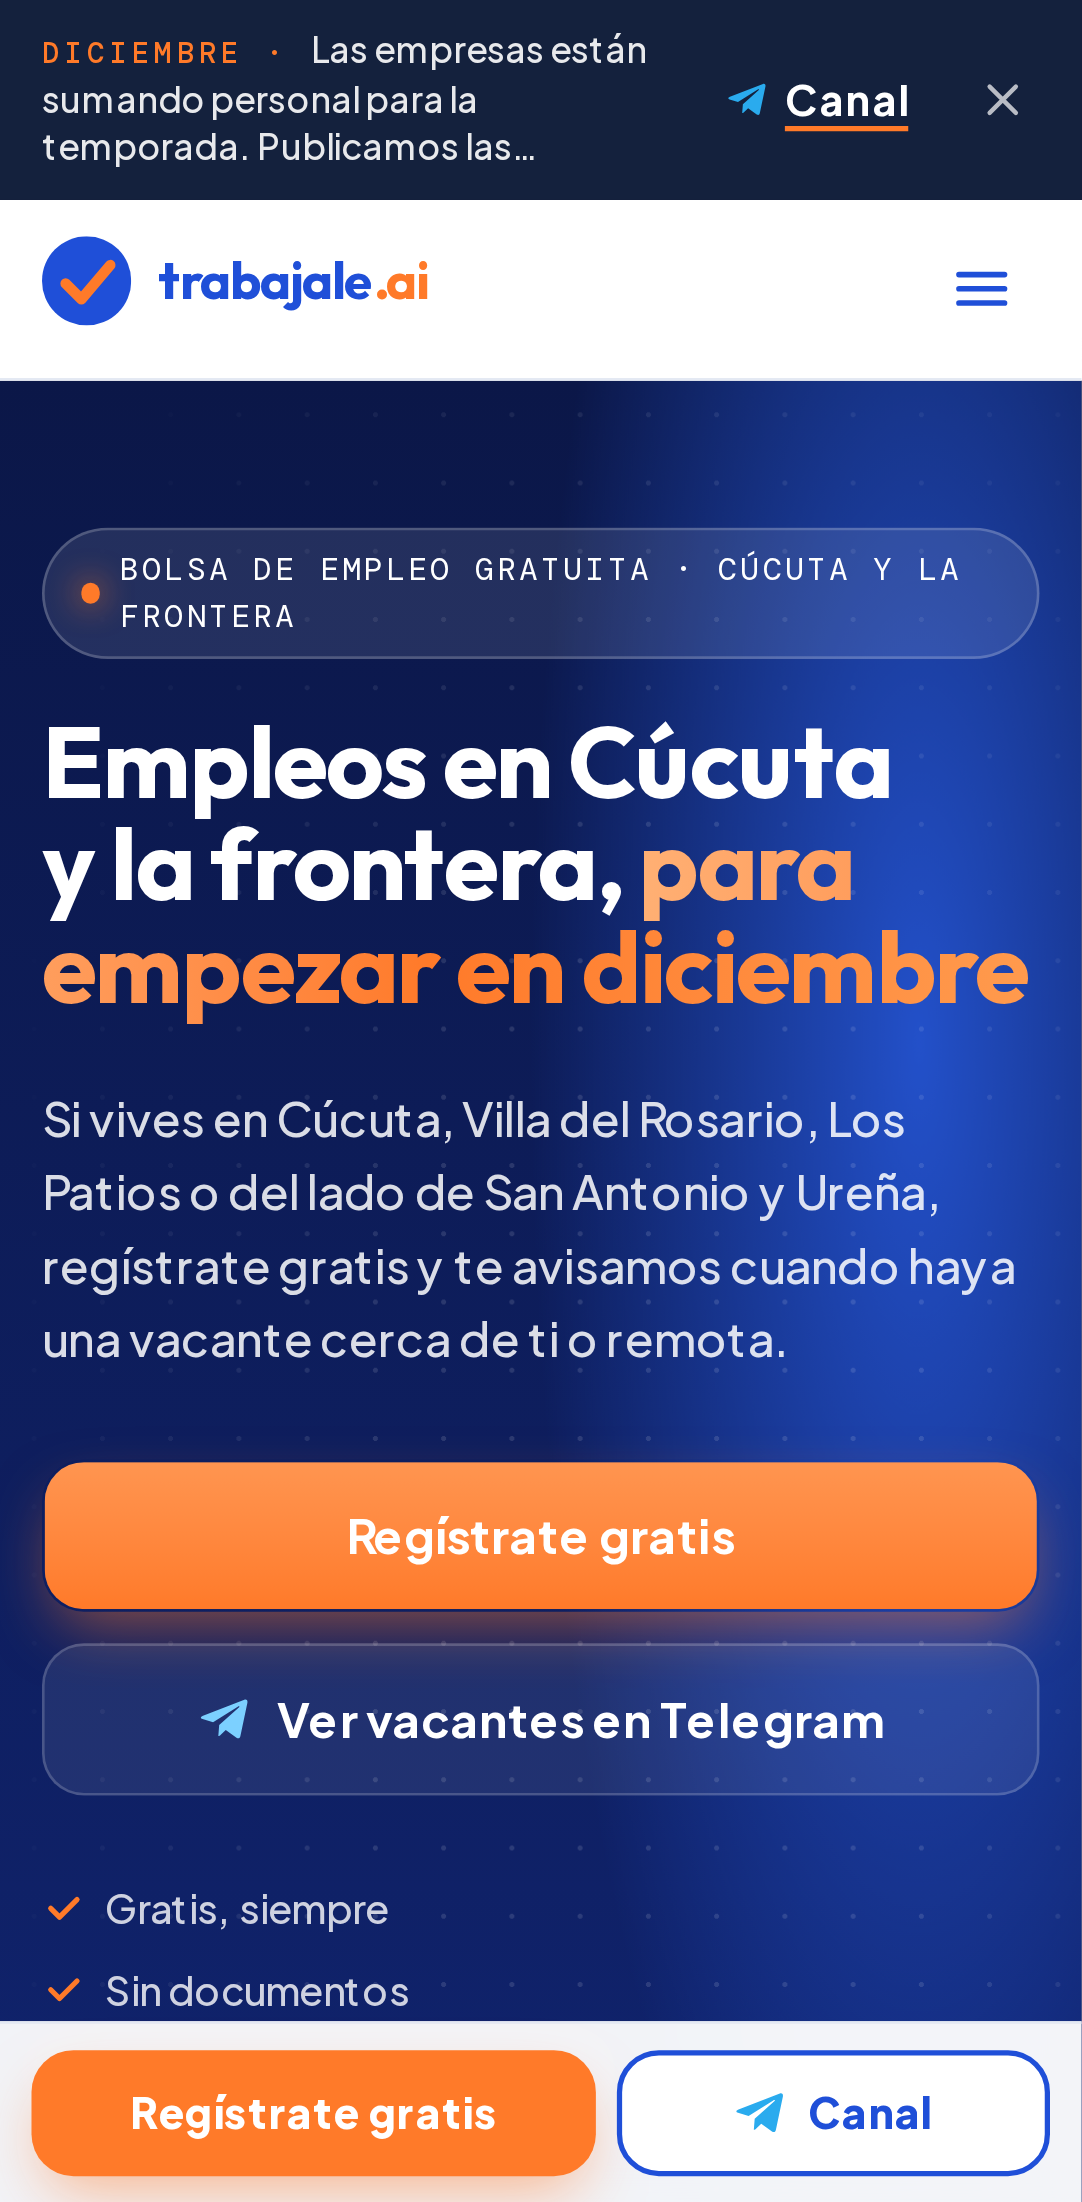 DICIEMBRE · Las empresas están
sumando personal para la
temporada. Publicamos las…
Canal
trabajale.ai
BOLSA DE EMPLEO GRATUITA · CÚCUTA Y LA
FRONTERA
Empleos en Cúcuta
y la frontera, para
empezar en diciembre
Si vives en Cúcuta, Villa del Rosario, Los
Patios o del lado de San Antonio y Ureña,
regístrate gratis y te avisamos cuando haya
una vacante cerca de ti o remota.
Regístrate gratis
Ver vacantes en Telegram
Gratis, siempre
Sin documentos
Regístrate gratis
Canal